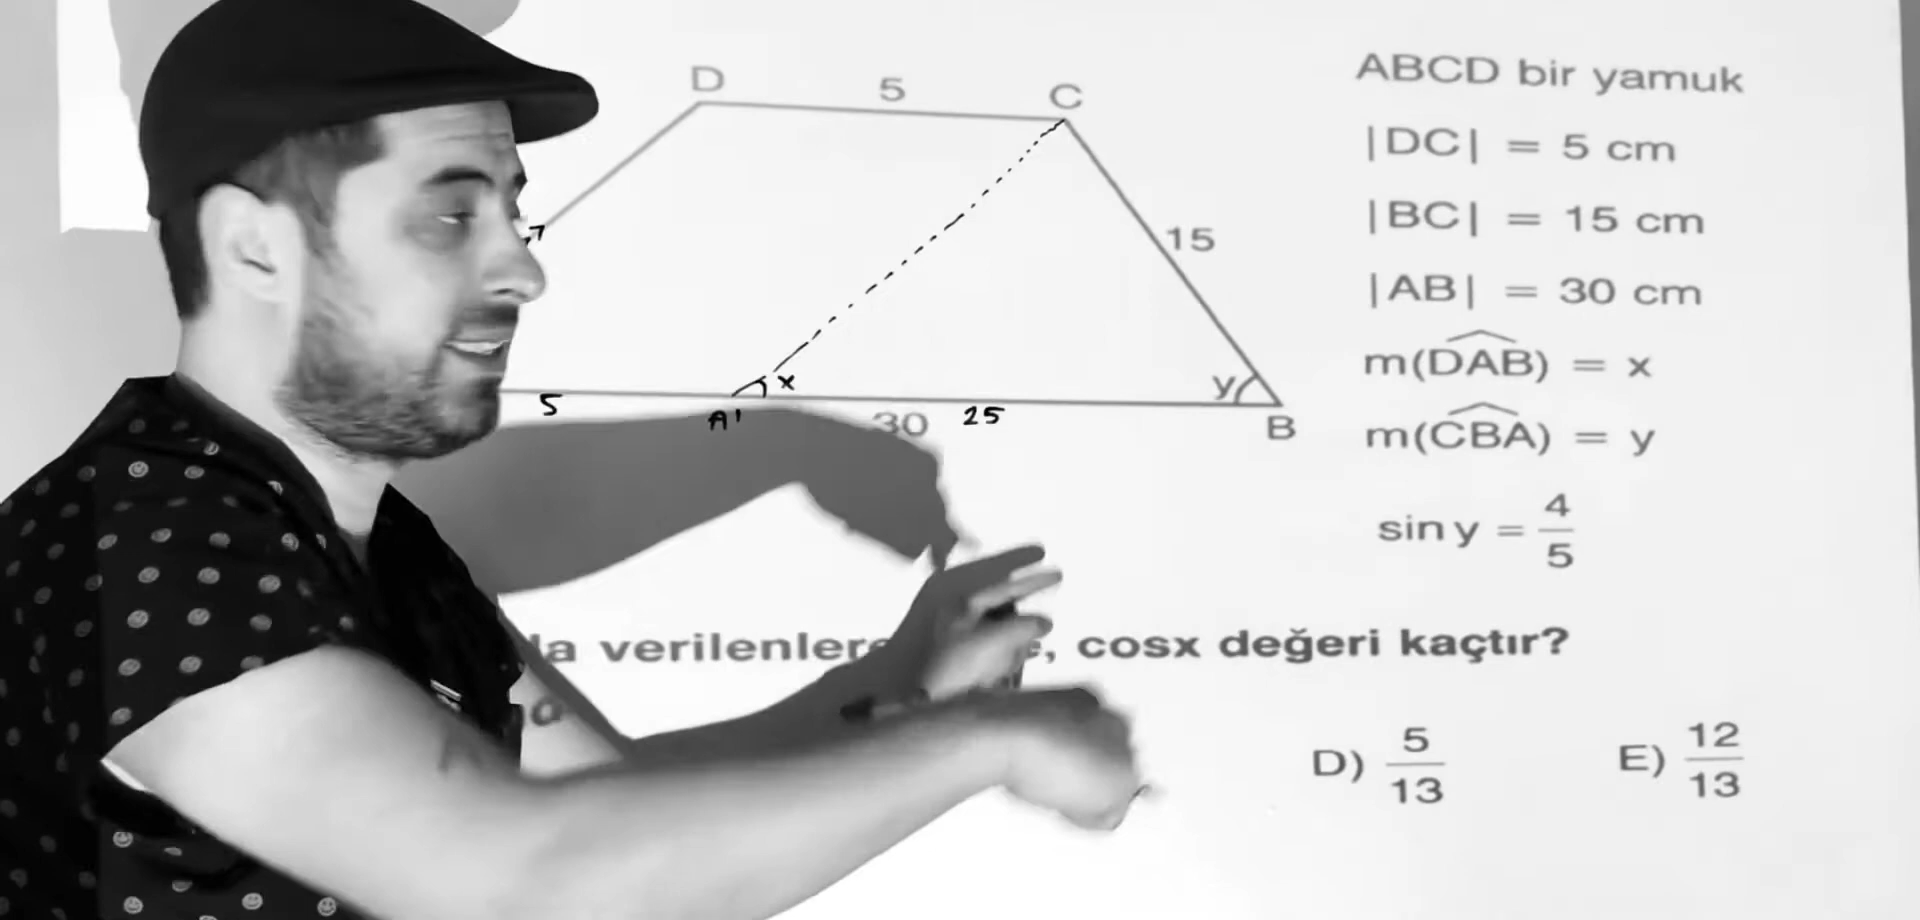 D 5 C
15
x y
5 A' 30 25 B
ABCD bir yamuk
|DC| = 5 cm
|BC| = 15 cm
|AB| = 30 cm
m(DAB) = x
m(CBA) = y
sin y = 4/5
verilenlere, cosx değeri kaçtır?
D) 5/13 E) 12/13